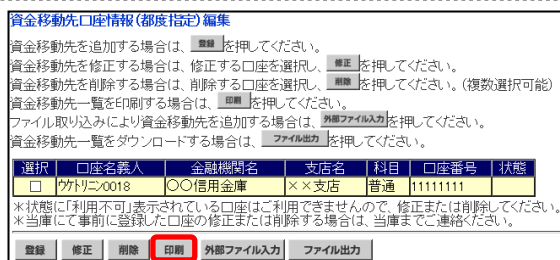 資金移動先口座情報(都度指定)編集
資金移動先を追加する場合は、 登録 を押してください。
資金移動先を修正する場合は、修正する口座を選択し、 修正 を押してください。
資金移動先を削除する場合は、削除する口座を選択し、 削除 を押してください。(複数選択可能)
資金移動先一覧を印刷する場合は、 印刷 を押してください。
ファイル取り込みにより資金移動先を追加する場合は、 外部ファイル入力 を押してください。
資金移動先一覧をダウンロードする場合は、 ファイル出力 を押してください。
選択 口座名義人 金融機関名 支店名 科目 口座番号 状態
ウケトリニン0018 〇〇信用金庫 ××支店 普通 11111111
*状態に「利用不可」表示されている口座はご利用できませんので、修正または削除してください。
*当庫にて事前に登録した口座の修正または削除する場合は、当庫までご連絡ください。
登録 修正 削除 印刷 外部ファイル入力 ファイル出力